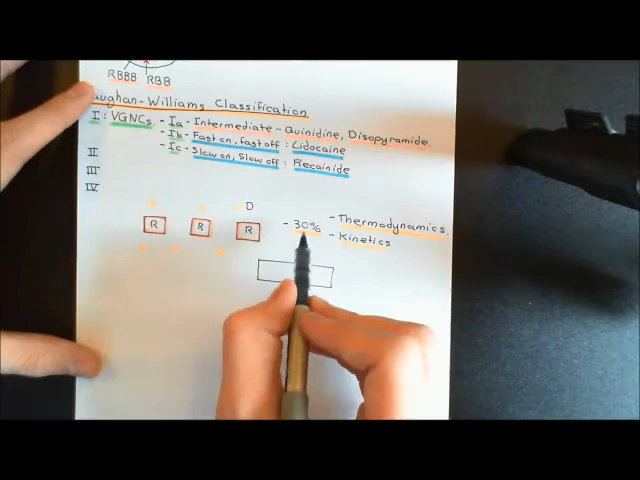 RBBB RBB
aughan-Williams Classification
I : VGNCs - Ia - Intermediate - Quinidine, Disopyramide.
- Ib - Fast on, fast off : Lidocaine
- Ic - Slow on, Slow off : Flecainide
II
III
IV
D
R R R - 30% - Thermodynamics.
- Kinetics